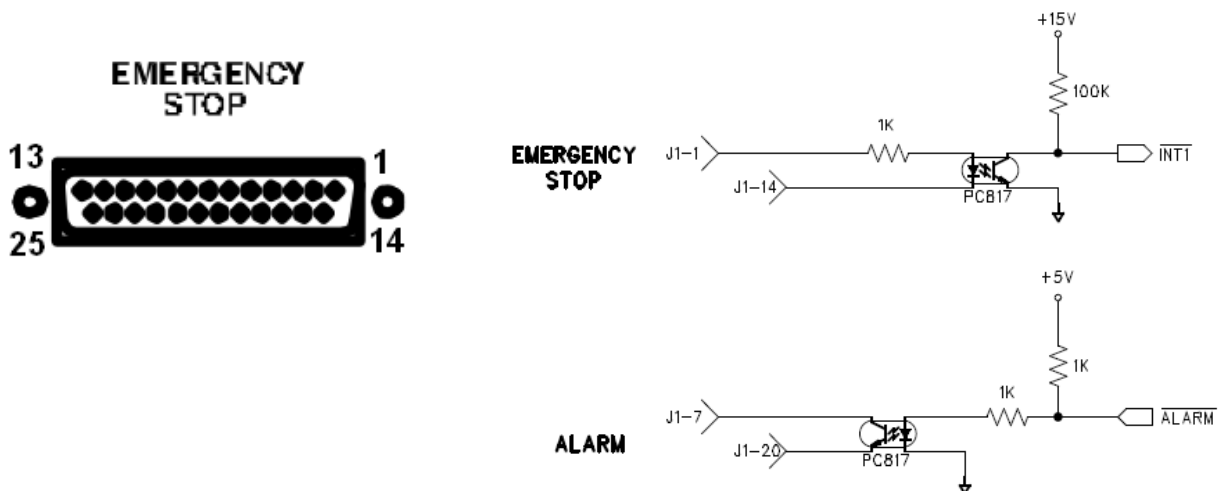 EMERGENCY
STOP
13
1
25
14
EMERGENCY
STOP
J1-1
1K
+15V
100K
INT1
J1-14
PC817
ALARM
J1-7
+5V
1K
1K
ALARM
J1-20
PC817